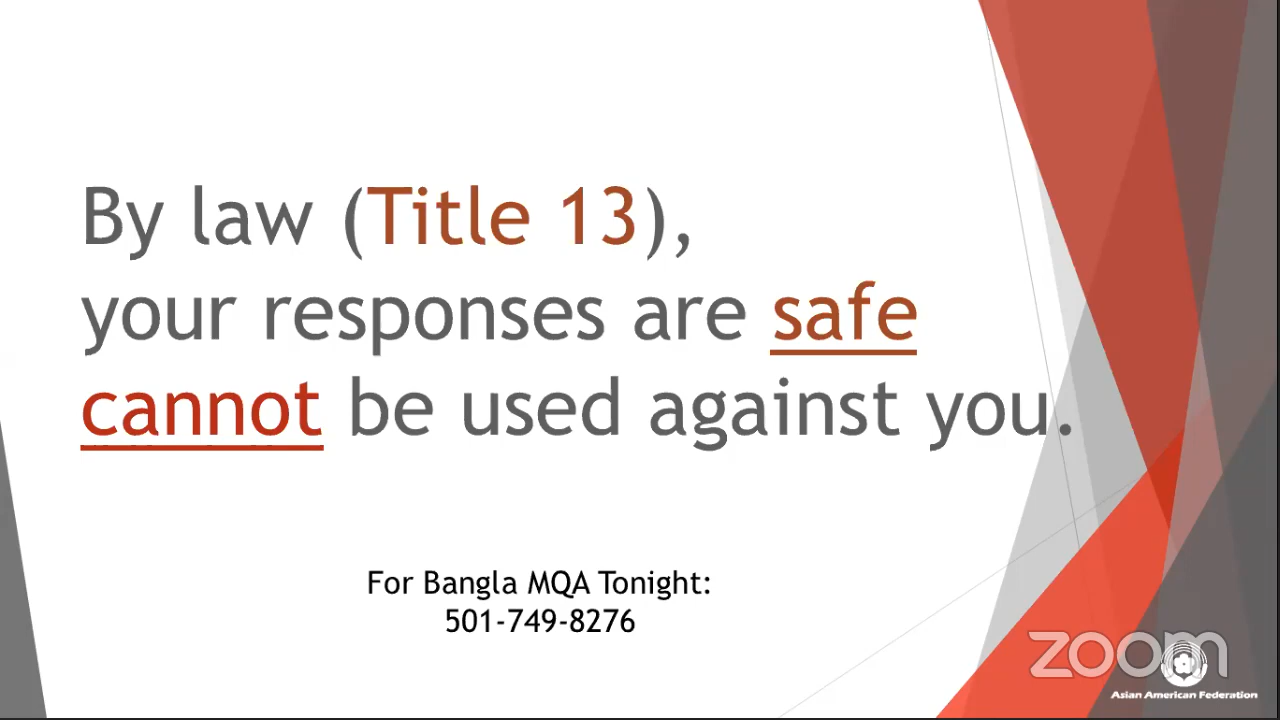 By law (Title 13),
your responses are safe
cannot be used against you.
For Bangla MQA Tonight:
501-749-8276
zoom
Asian American Federation